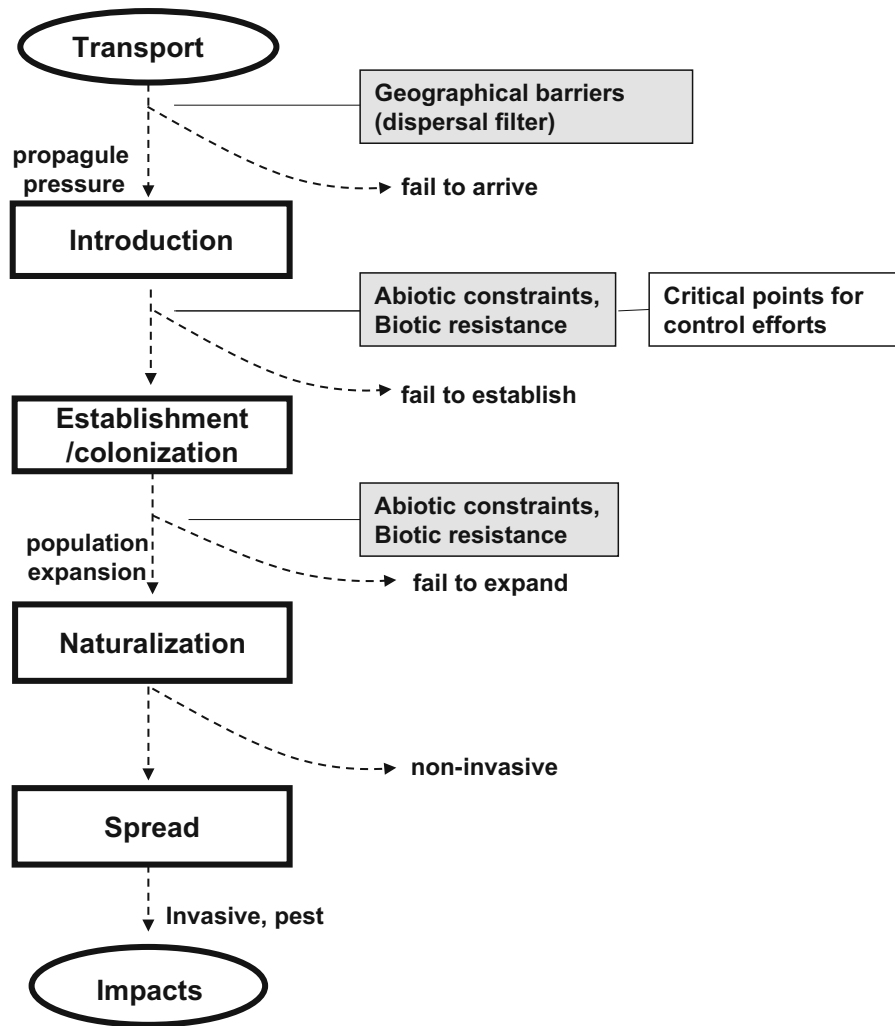 Transport
Geographical barriers
(dispersal filter)
propagule
pressure
fail to arrive
Introduction
Abiotic constraints,
Biotic resistance
Critical points for
control efforts
fail to establish
Establishment
/colonization
Abiotic constraints,
Biotic resistance
population
expansion
fail to expand
Naturalization
non-invasive
Spread
Invasive, pest
Impacts